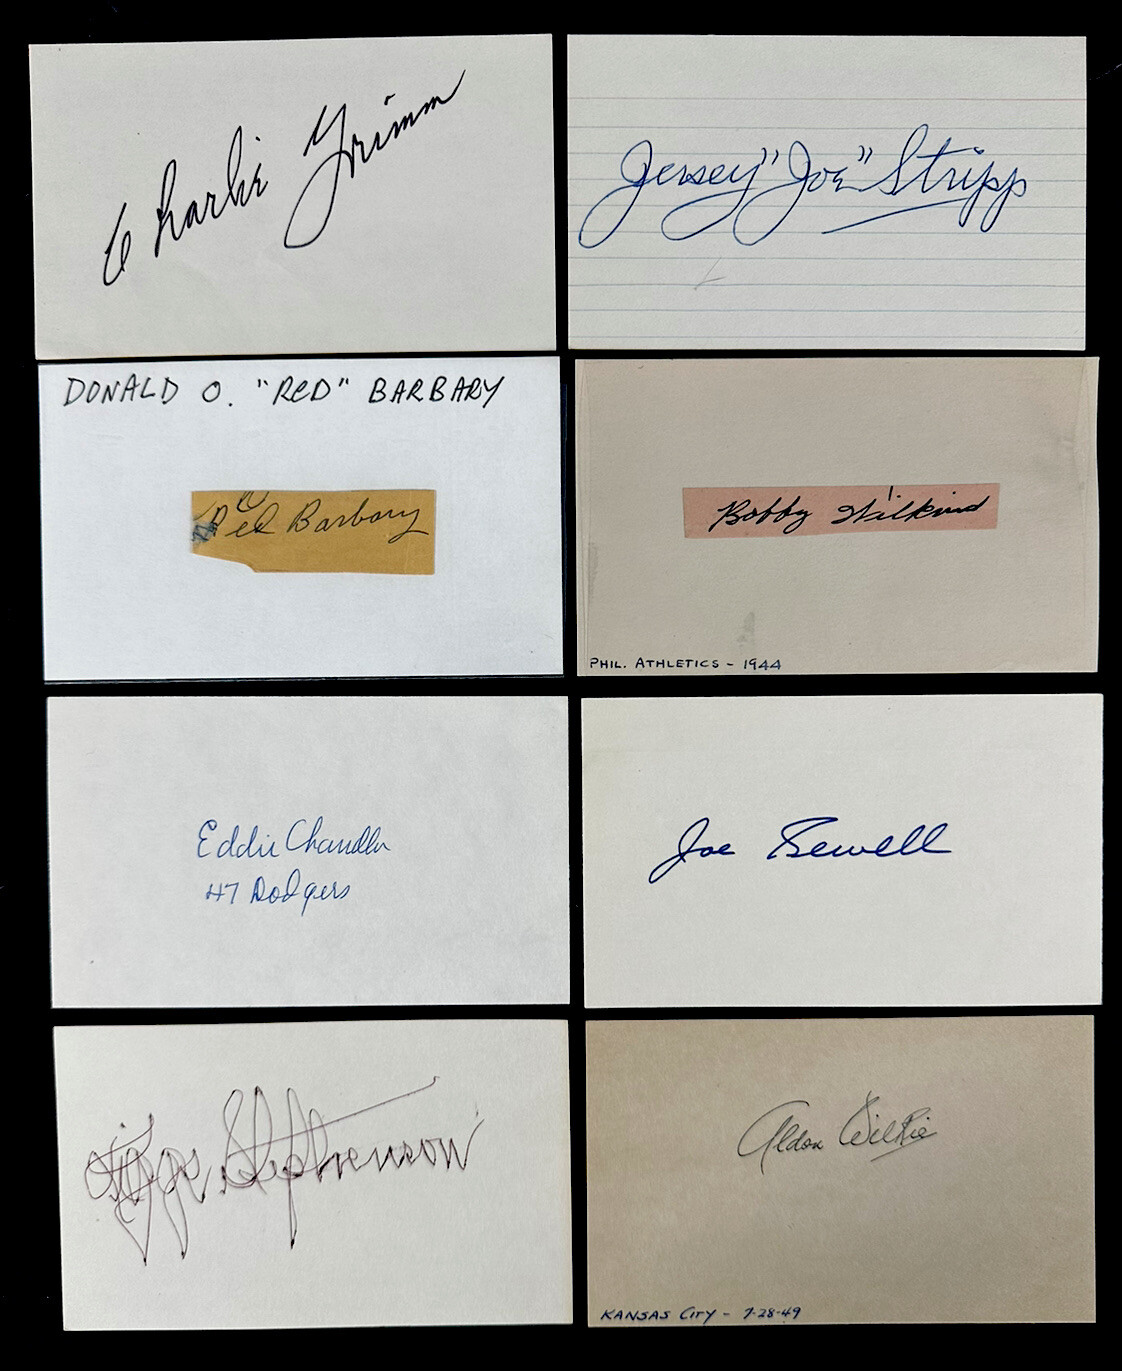 Charlie Grimm
Jersey "Joe" Stripp
DONALD O. "RED" BARBARY
Red Barbary
Bobby Wilkins
PHIL. ATHLETICS - 1944
Eddie Chandler
47 Dodgers
Joe Sewell
Riggs Stephenson
Aldon Wilkie
KANSAS CITY - 7-28-49